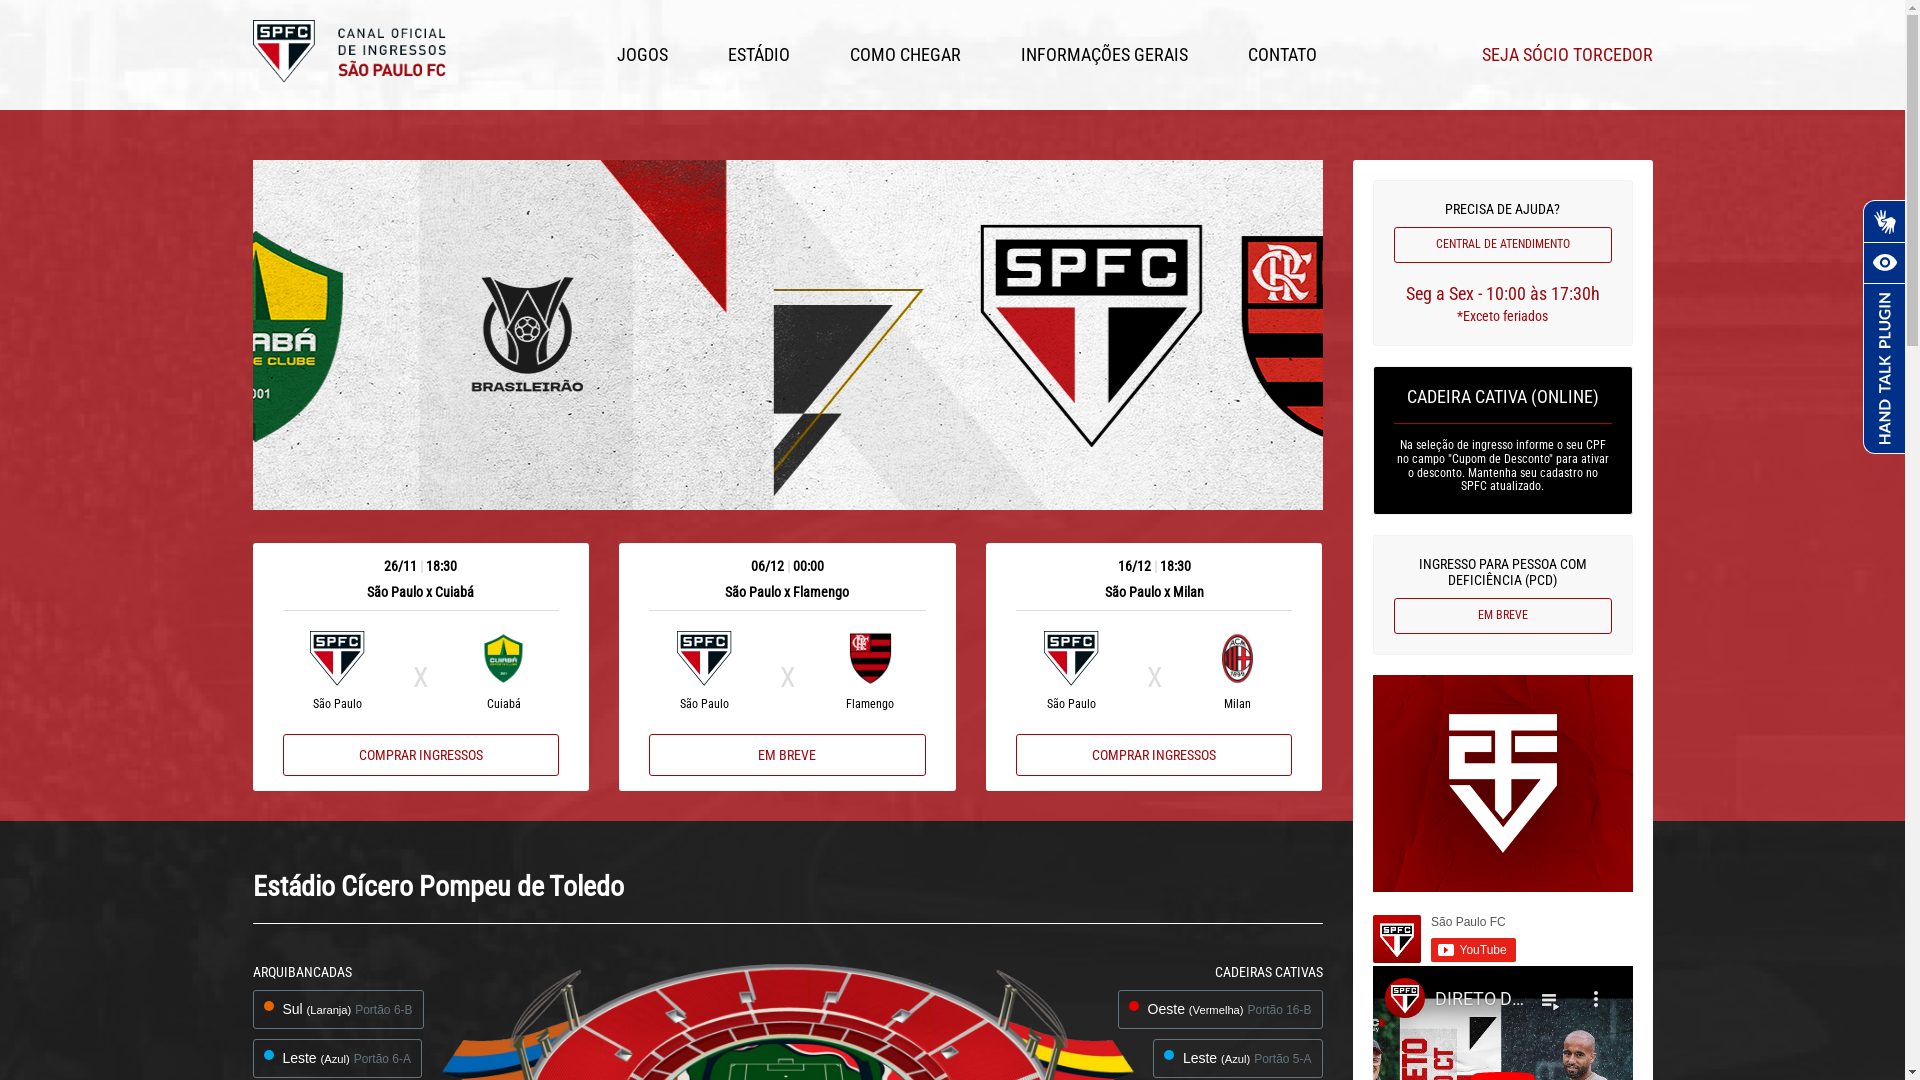 SPFC
CANAL OFICIAL
DE INGRESSOS
SÃO PAULO FC
JOGOS
ESTÁDIO
COMO CHEGAR
INFORMAÇÕES GERAIS
CONTATO
SEJA SÓCIO TORCEDOR
BRASILEIRÃO
SPFC
26/11 | 18:30
São Paulo x Cuiabá
SPFC
CUIABÁ
X
São Paulo
Cuiabá
COMPRAR INGRESSOS
06/12 | 00:00
São Paulo x Flamengo
SPFC
X
São Paulo
Flamengo
EM BREVE
16/12 | 18:30
São Paulo x Milan
SPFC
ACM
1899
X
São Paulo
Milan
COMPRAR INGRESSOS
PRECISA DE AJUDA?
CENTRAL DE ATENDIMENTO
Seg a Sex - 10:00 às 17:30h
*Exceto feriados
CADEIRA CATIVA (ONLINE)
Na seleção de ingresso informe o seu CPF
no campo "Cupom de Desconto" para ativar
o desconto. Mantenha seu cadastro no
SPFC atualizado.
INGRESSO PARA PESSOA COM
DEFICIÊNCIA (PCD)
EM BREVE
São Paulo FC
YouTube
SPFC
DIRETO D...
HAND TALK PLUGIN
Estádio Cícero Pompeu de Toledo
ARQUIBANCADAS
Sul (Laranja) Portão 6-B
Leste (Azul) Portão 6-A
CADEIRAS CATIVAS
Oeste (Vermelha) Portão 16-B
Leste (Azul) Portão 5-A